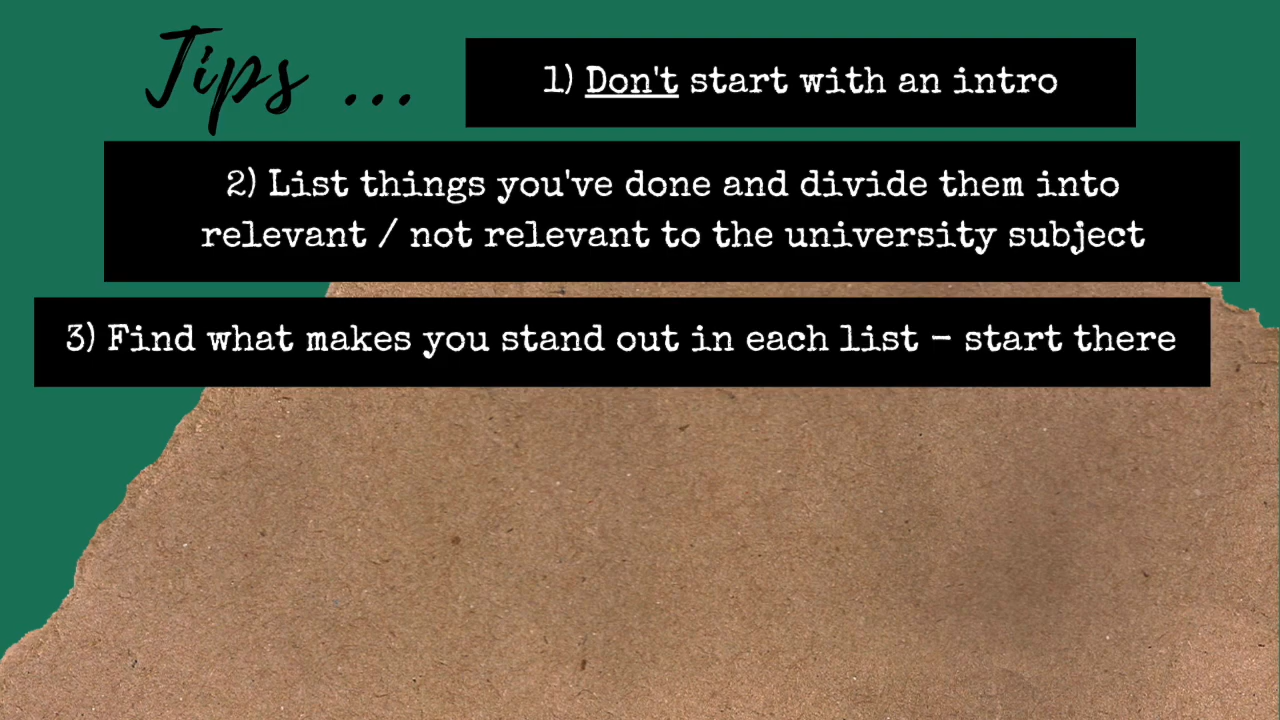 Tips ...
1) Don't start with an intro
2) List things you've done and divide them into
relevant / not relevant to the university subject
3) Find what makes you stand out in each list - start there